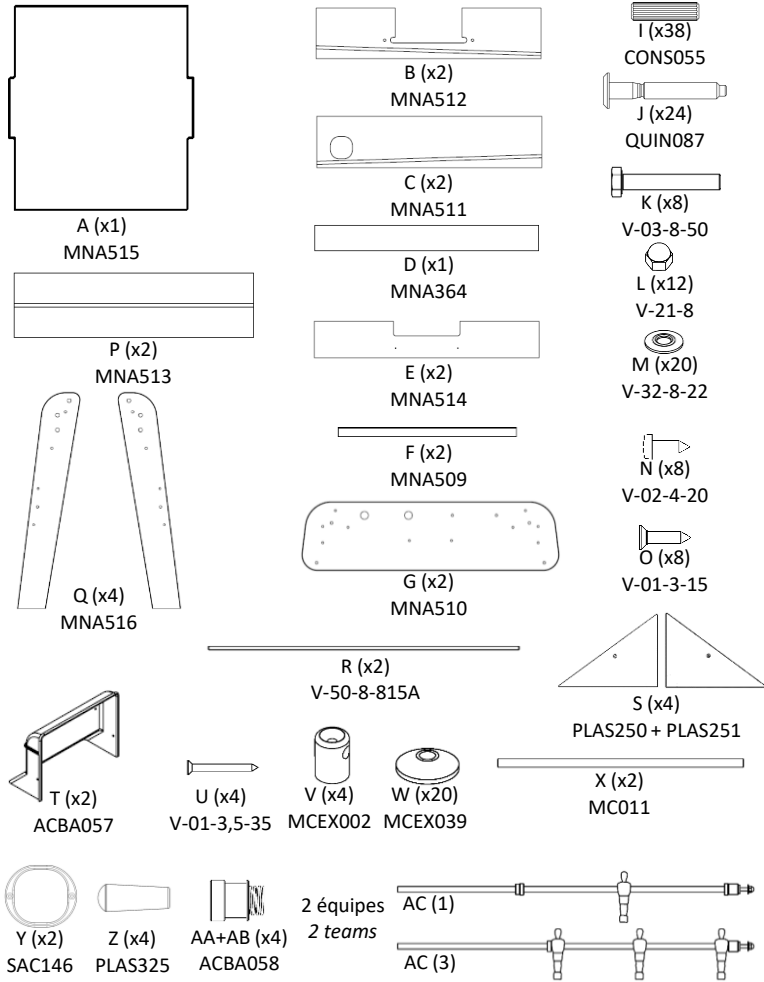 A (x1)
MNA515
P (x2)
MNA513
Q (x4)
MNA516
B (x2)
MNA512
C (x2)
MNA511
D (x1)
MNA364
E (x2)
MNA514
F (x2)
MNA509
G (x2)
MNA510
I (x38)
CONS055
J (x24)
QUIN087
K (x8)
V-03-8-50
L (x12)
V-21-8
M (x20)
V-32-8-22
N (x8)
V-02-4-20
O (x8)
V-01-3-15
R (x2)
V-50-8-815A
S (x4)
PLAS250 + PLAS251
T (x2)
ACBA057
U (x4)
V-01-3,5-35
V (x4)
MCEX002
W (x20)
MCEX039
X (x2)
MC011
Y (x2)
SAC146
Z (x4)
PLAS325
AA+AB (x4)
ACBA058
2 équipes
2 teams
AC (1)
AC (3)